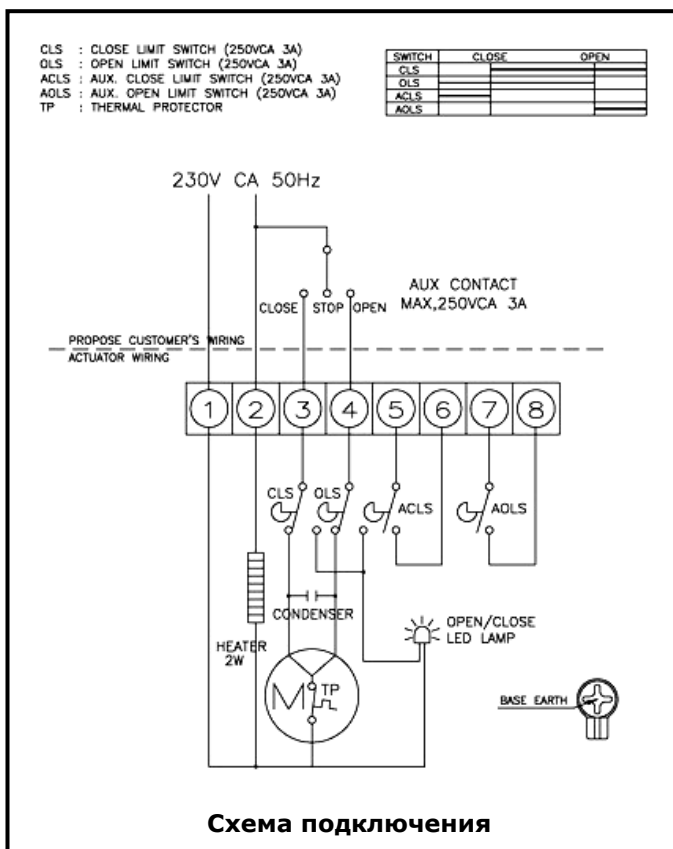 CLS : CLOSE LIMIT SWITCH (250VCA 3A)
OLS : OPEN LIMIT SWITCH (250VCA 3A)
ACLS : AUX. CLOSE LIMIT SWITCH (250VCA 3A)
AOLS : AUX. OPEN LIMIT SWITCH (250VCA 3A)
TP : THERMAL PROTECTOR
SWITCH CLOSE OPEN
CLS
OLS
ACLS
AOLS
230V CA 50Hz
CLOSE STOP OPEN
AUX CONTACT
MAX,250VCA 3A
PROPOSE CUSTOMER'S WIRING
ACTUATOR WIRING
1 2 3 4 5 6 7 8
CLS OLS ACLS AOLS
CONDENSER
HEATER
2W
M TP
OPEN/CLOSE
LED LAMP
BASE EARTH
Схема подключения